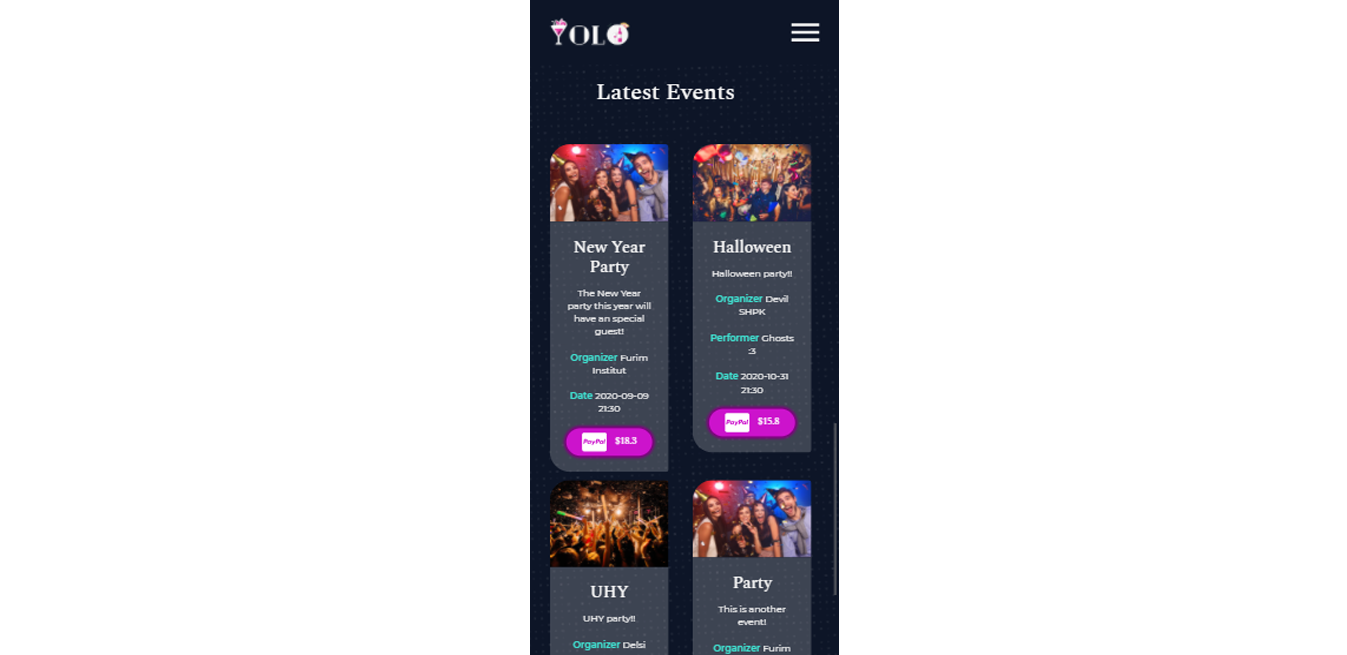 YOLO
Latest Events
New Year
Party
The New Year
party this year will
have an special
guest!
Organizer Furim
Institut
Date 2020-09-09
21:30
PayPal $18.3
Halloween
Halloween party!!
Organizer Devil
SHPK
Performer Ghosts
:3
Date 2020-10-31
21:30
PayPal $15.8
UHY
UHY party!!
Organizer Delsi
Party
This is another
event!
Organizer Furim